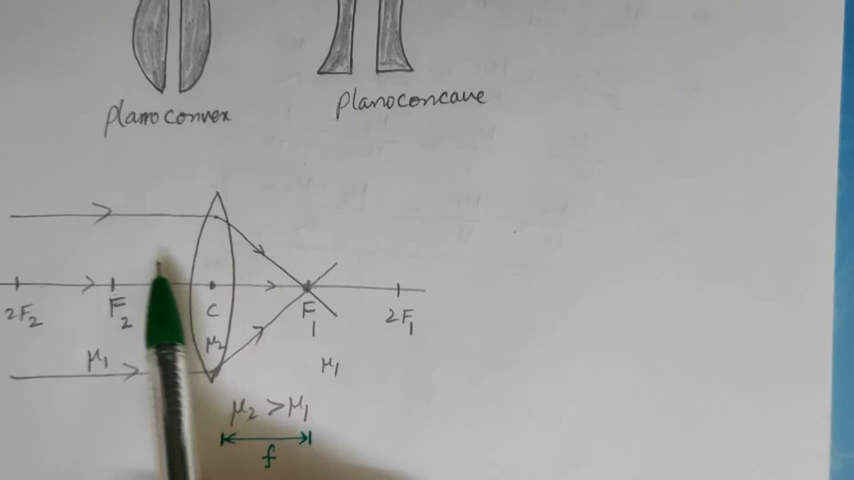 planoconvex
planoconcave
2F₂ F₂ C F₁ 2F₁
μ₁ μ₂ μ₁
μ₂ > μ₁
f